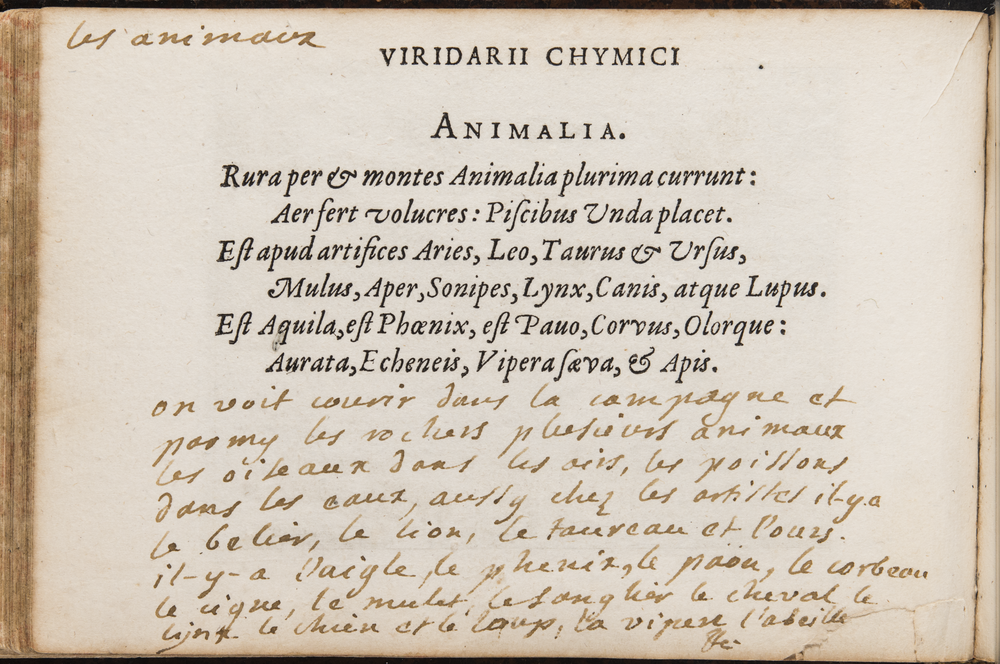 les animaux
VIRIDARII CHYMICI
ANIMALIA.
Rura per & montes Animalia plurima currunt:
Aer fert volucres: Piſcibus Unda placet.
Eſt apud artifices Aries, Leo, Taurus & Urſus,
Mulus, Aper, Sonipes, Lynx, Canis, atque Lupus.
Eſt Aquila, eſt Phœnix, eſt Pavo, Corvus, Olorque:
Aurata, Echeneis, Vipera ſæva, & Apis.
on voit courir dans la campagne et
parmy les rochers plusieurs animaux
les oiseaux dans les airs, les poissons
dans les eaux, aussy chez les artistes il-y-a
le belier, le lion, le taureau et l'ours.
il-y-a l'aigle, le phenix, le paon, le corbeau
le cigne, le mulet, le sanglier le cheval le
lynx le chien et le loup, la vipere l'abeille